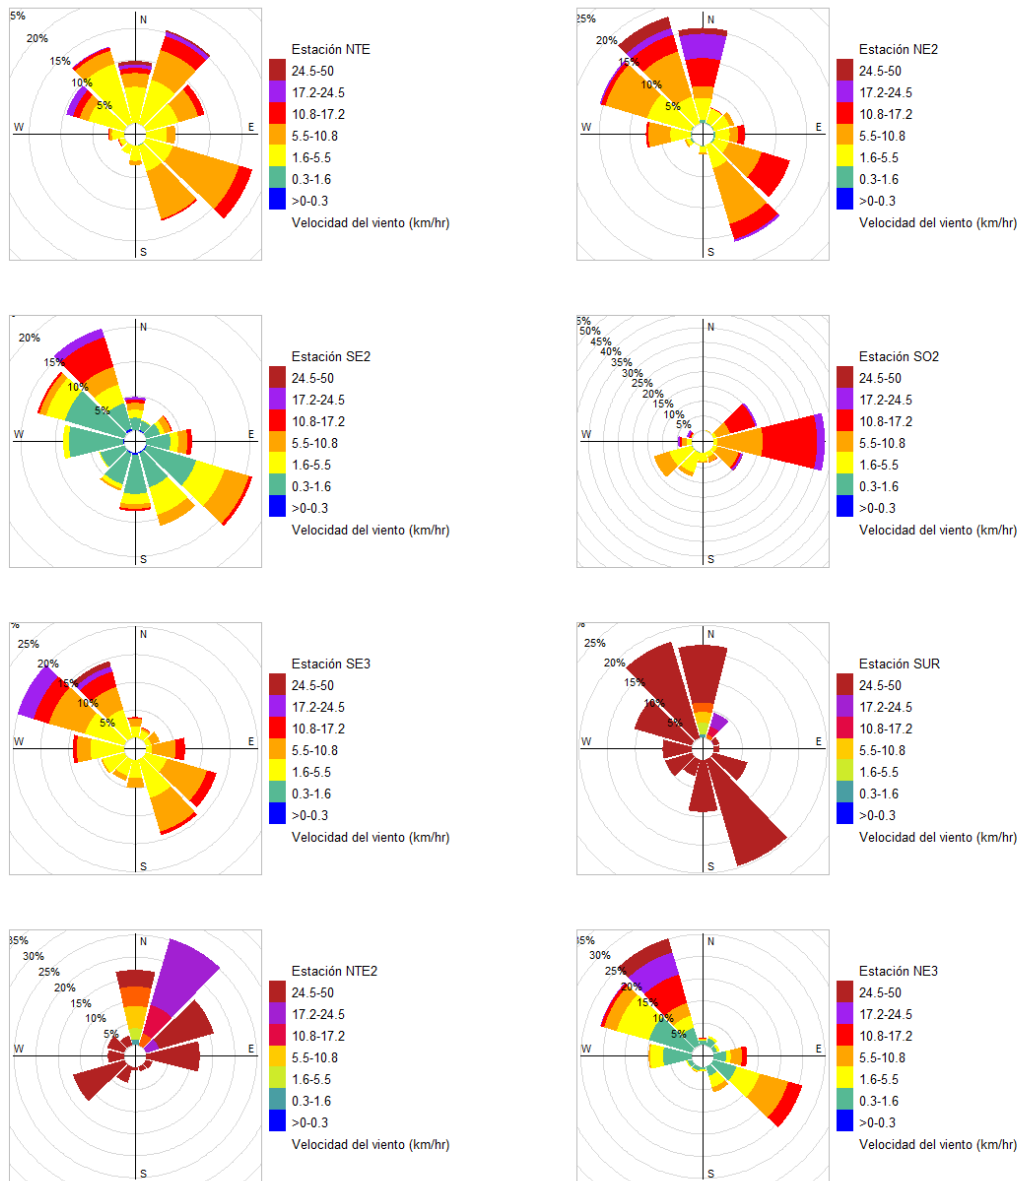 5%
20%
15%
10%
5%
N
W
E
S
Estación NTE
24.5-50
17.2-24.5
10.8-17.2
5.5-10.8
1.6-5.5
0.3-1.6
>0-0.3
Velocidad del viento (km/hr)
25%
20%
15%
10%
5%
N
W
E
S
Estación NE2
24.5-50
17.2-24.5
10.8-17.2
5.5-10.8
1.6-5.5
0.3-1.6
>0-0.3
Velocidad del viento (km/hr)
20%
15%
10%
5%
N
W
E
S
Estación SE2
24.5-50
17.2-24.5
10.8-17.2
5.5-10.8
1.6-5.5
0.3-1.6
>0-0.3
Velocidad del viento (km/hr)
5%
50%
45%
40%
35%
30%
25%
20%
15%
10%
5%
N
W
E
S
Estación SO2
24.5-50
17.2-24.5
10.8-17.2
5.5-10.8
1.6-5.5
0.3-1.6
>0-0.3
Velocidad del viento (km/hr)
%
25%
20%
15%
10%
5%
N
W
E
S
Estación SE3
24.5-50
17.2-24.5
10.8-17.2
5.5-10.8
1.6-5.5
0.3-1.6
>0-0.3
Velocidad del viento (km/hr)
%
25%
20%
15%
10%
5%
N
W
E
S
Estación SUR
24.5-50
17.2-24.5
10.8-17.2
5.5-10.8
1.6-5.5
0.3-1.6
>0-0.3
Velocidad del viento (km/hr)
35%
30%
25%
20%
15%
10%
5%
N
W
E
S
Estación NTE2
24.5-50
17.2-24.5
10.8-17.2
5.5-10.8
1.6-5.5
0.3-1.6
>0-0.3
Velocidad del viento (km/hr)
35%
30%
25%
20%
15%
10%
5%
N
W
E
S
Estación NE3
24.5-50
17.2-24.5
10.8-17.2
5.5-10.8
1.6-5.5
0.3-1.6
>0-0.3
Velocidad del viento (km/hr)